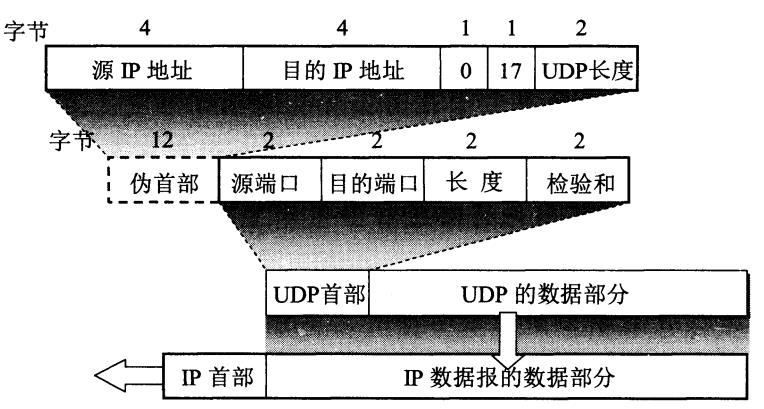 字节 4 4 1 1 2
源 IP 地址 目的 IP 地址 0 17 UDP长度
字节 12 2 2 2 2
伪首部 源端口 目的端口 长 度 检验和
UDP首部 UDP 的数据部分
IP 首部 IP 数据报的数据部分